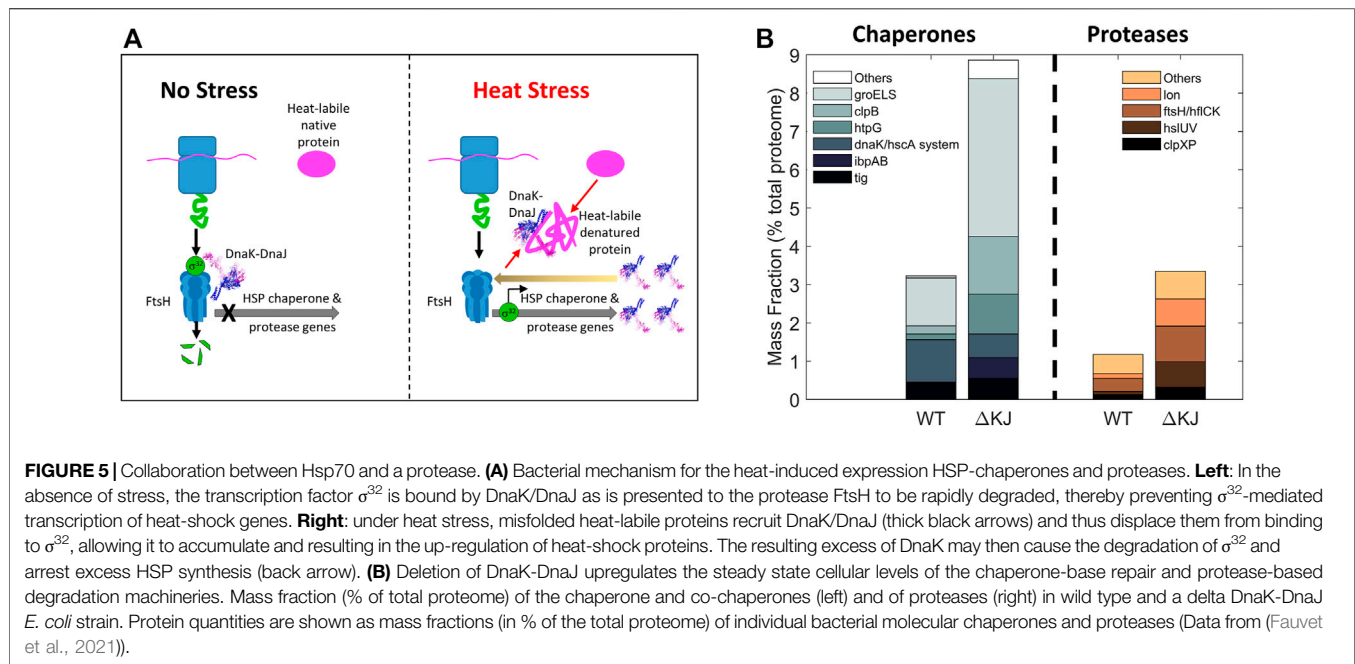 A
No Stress
Heat-labile
native
protein
σ32
DnaK-DnaJ
FtsH
X
HSP chaperone &
protease genes
Heat Stress
DnaK-
DnaJ
Heat-labile
denatured
protein
FtsH
HSP chaperone &
σ32
protease genes
B
Chaperones
Proteases
Mass Fraction (% total proteome)
9
8
7
6
5
4
3
2
1
0
Others
groELS
clpB
htpG
dnaK/hscA system
ibpAB
tig
Others
lon
ftsH/hflCK
hslUV
clpXP
WT
ΔKJ
WT
ΔKJ
FIGURE 5 | Collaboration between Hsp70 and a protease. (A) Bacterial mechanism for the heat-induced expression HSP-chaperones and proteases. Left: In the
absence of stress, the transcription factor σ32 is bound by DnaK/DnaJ as is presented to the protease FtsH to be rapidly degraded, thereby preventing σ32-mediated
transcription of heat-shock genes. Right: under heat stress, misfolded heat-labile proteins recruit DnaK/DnaJ (thick black arrows) and thus displace them from binding
to σ32, allowing it to accumulate and resulting in the up-regulation of heat-shock proteins. The resulting excess of DnaK may then cause the degradation of σ32 and
arrest excess HSP synthesis (back arrow). (B) Deletion of DnaK-DnaJ upregulates the steady state cellular levels of the chaperone-base repair and protease-based
degradation machineries. Mass fraction (% of total proteome) of the chaperone and co-chaperones (left) and of proteases (right) in wild type and a delta DnaK-DnaJ
E. coli strain. Protein quantities are shown as mass fractions (in % of the total proteome) of individual bacterial molecular chaperones and proteases (Data from (Fauvet
et al., 2021)).